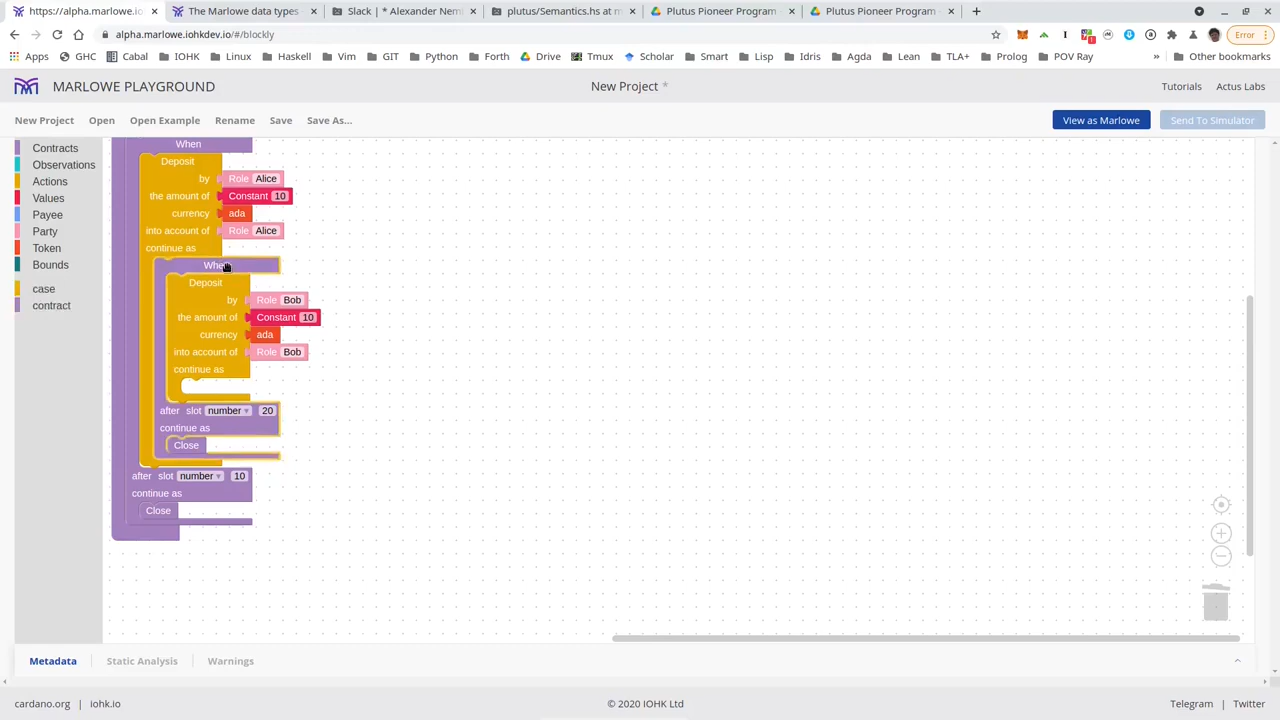 https://alpha.marlowe.io
The Marlowe data types
Slack | * Alexander Nem
plutus/Semantics.hs at m
Plutus Pioneer Program -
Plutus Pioneer Program -
alpha.marlowe.iohkdev.io/#/blockly
Error
Apps GHC Cabal IOHK Linux Haskell Vim GIT Python Forth Drive Tmux Scholar Smart Lisp Idris Agda Lean TLA+ Prolog POV Ray » Other bookmarks
MARLOWE PLAYGROUND
New Project *
Tutorials Actus Labs
New Project Open Open Example Rename Save Save As...
View as Marlowe Send To Simulator
Contracts
Observations
Actions
Values
Payee
Party
Token
Bounds
case
contract
When
Deposit
by Role Alice
the amount of Constant 10
currency ada
into account of Role Alice
continue as
When
Deposit
by Role Bob
the amount of Constant 10
currency ada
into account of Role Bob
continue as
after slot number 20
continue as
Close
after slot number 10
continue as
Close
Metadata Static Analysis Warnings
cardano.org | iohk.io
© 2020 IOHK Ltd
Telegram | Twitter